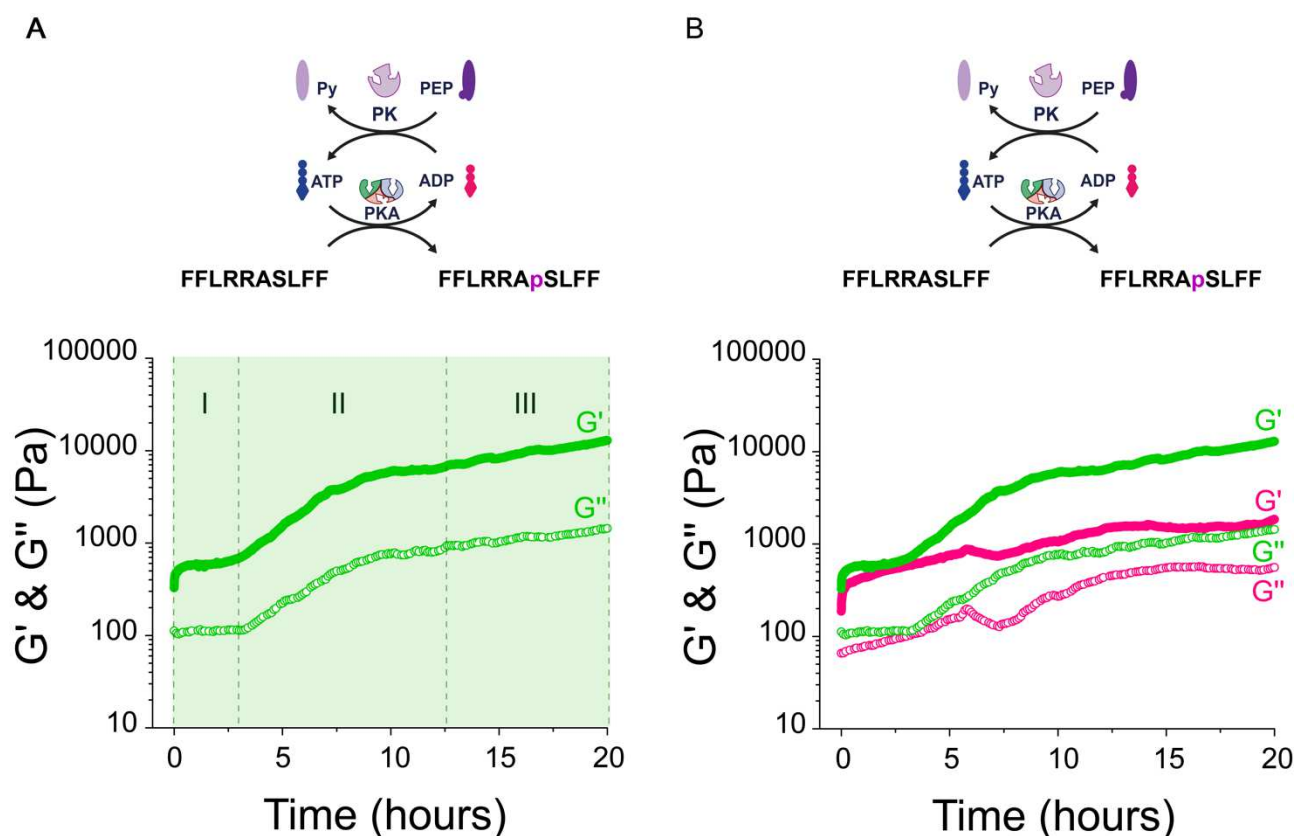 A
Py PK PEP
ATP PKA ADP
FFLRRASLFF FFLRRApSLFF
100000
10000
1000
100
10
G' & G" (Pa)
I II III
G'
G"
0 5 10 15 20
Time (hours)
B
Py PK PEP
ATP PKA ADP
FFLRRASLFF FFLRRApSLFF
100000
10000
1000
100
10
G' & G" (Pa)
G'
G'
G"
G"
0 5 10 15 20
Time (hours)